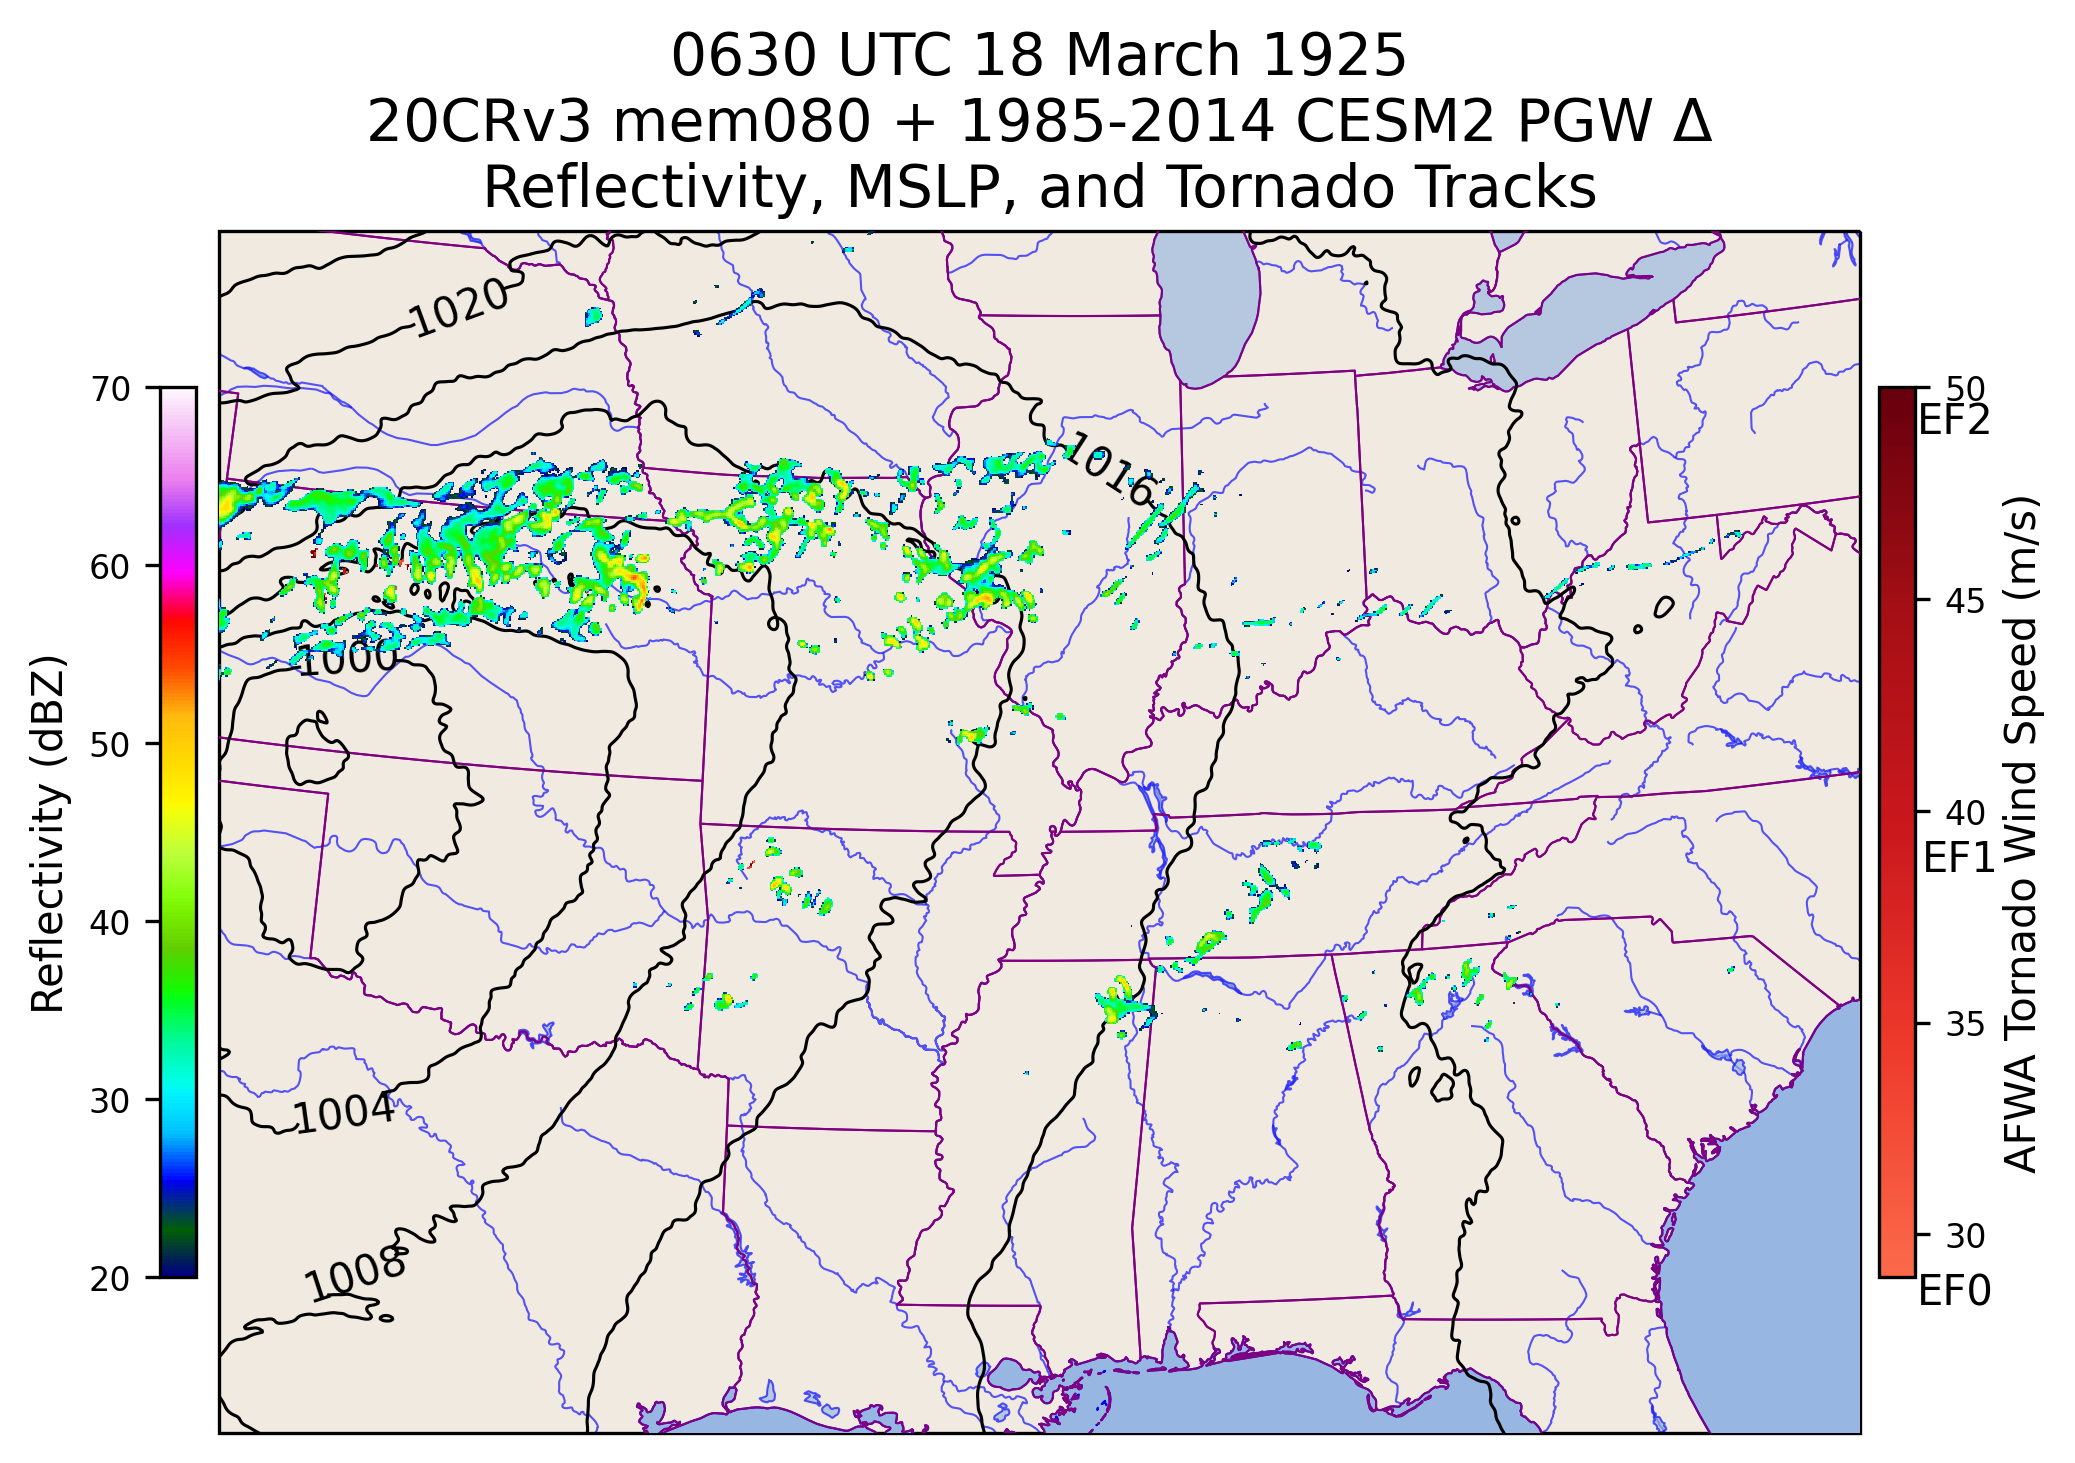 0630 UTC 18 March 1925
20CRv3 mem080 + 1985-2014 CESM2 PGW Δ
Reflectivity, MSLP, and Tornado Tracks
Reflectivity (dBZ)
70
60
50
40
30
20
1020
1016
1000
1004
1008
50
EF2
45
40
EF1
35
30
EF0
AFWA Tornado Wind Speed (m/s)